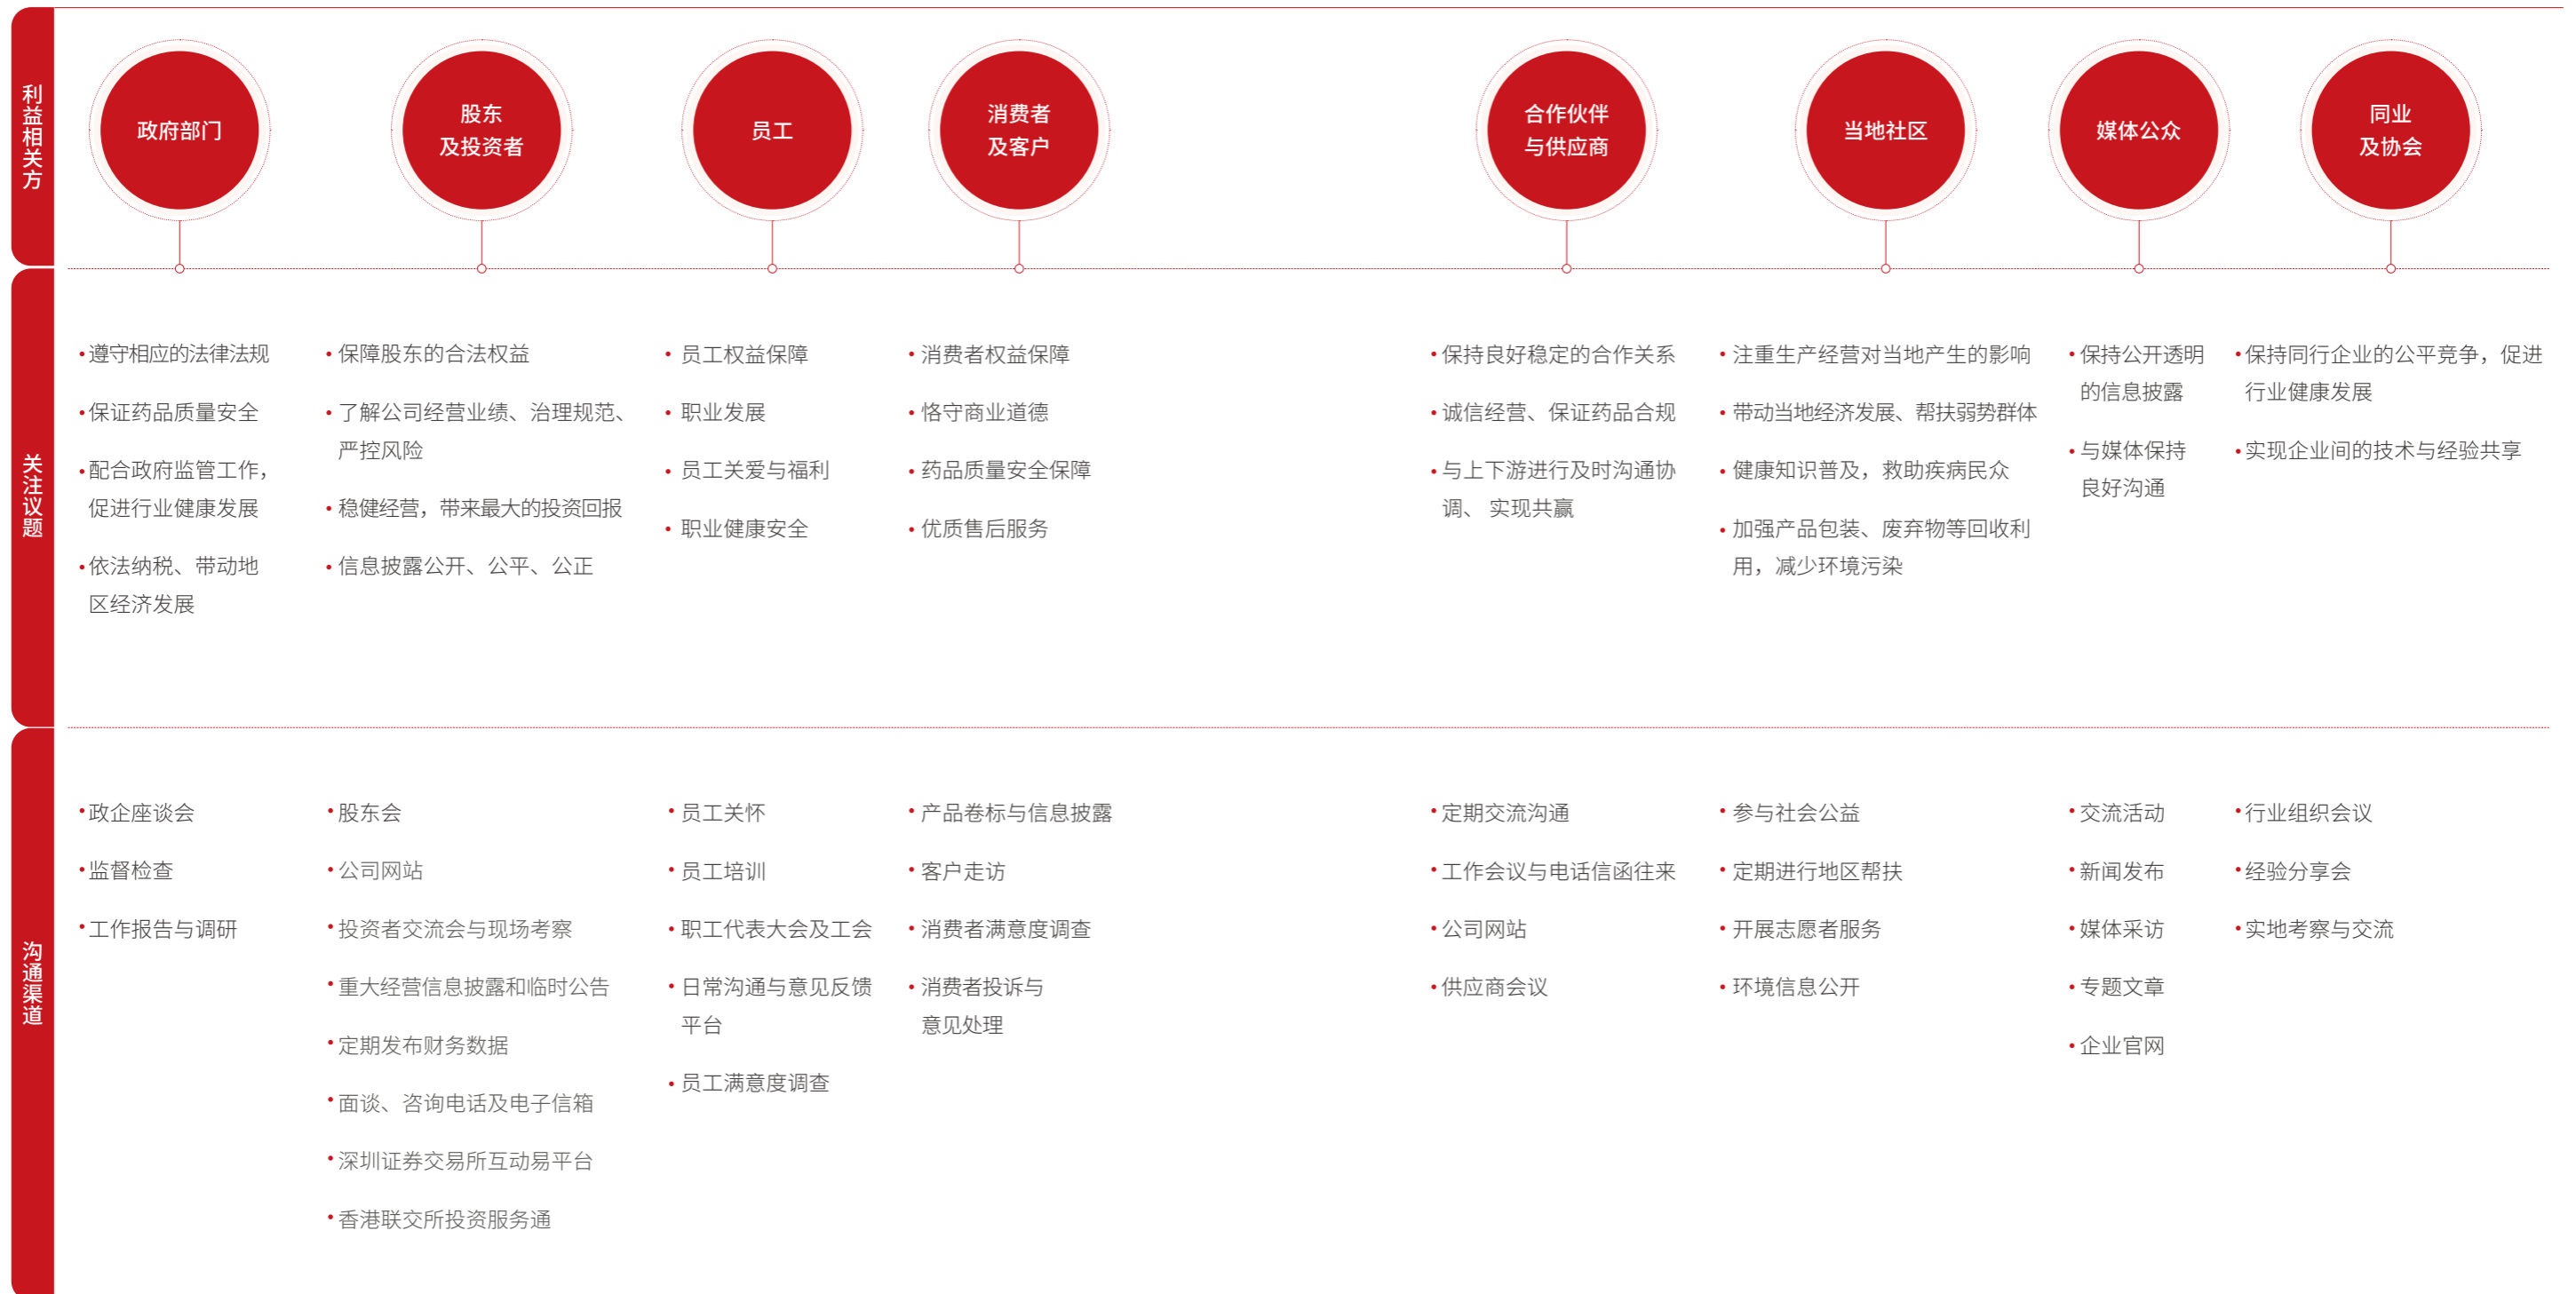 利益相关方
政府部门
股东
及投资者
员工
消费者
及客户
合作伙伴
与供应商
当地社区
媒体公众
同业
及协会
关注议题
•遵守相应的法律法规
•保证药品质量安全
•配合政府监管工作，
促进行业健康发展
•依法纳税、带动地
区经济发展
• 保障股东的合法权益
• 了解公司经营业绩、治理规范、
严控风险
• 稳健经营，带来最大的投资回报
• 信息披露公开、公平、公正
• 员工权益保障
• 职业发展
• 员工关爱与福利
• 职业健康安全
• 消费者权益保障
• 恪守商业道德
• 药品质量安全保障
• 优质售后服务
•保持良好稳定的合作关系
•诚信经营、保证药品合规
•与上下游进行及时沟通协
调、 实现共赢
• 注重生产经营对当地产生的影响
• 带动当地经济发展、帮扶弱势群体
• 健康知识普及，救助疾病民众
• 加强产品包装、废弃物等回收利
用，减少环境污染
• 保持公开透明
的信息披露
• 与媒体保持
良好沟通
•保持同行企业的公平竞争，促进
行业健康发展
•实现企业间的技术与经验共享
沟通渠道
•政企座谈会
•监督检查
•工作报告与调研
• 股东会
• 公司网站
• 投资者交流会与现场考察
• 重大经营信息披露和临时公告
• 定期发布财务数据
• 面谈、咨询电话及电子信箱
• 深圳证券交易所互动易平台
• 香港联交所投资服务通
• 员工关怀
• 员工培训
• 职工代表大会及工会
• 日常沟通与意见反馈
平台
• 员工满意度调查
• 产品卷标与信息披露
• 客户走访
• 消费者满意度调查
• 消费者投诉与
意见处理
•定期交流沟通
•工作会议与电话信函往来
•公司网站
•供应商会议
• 参与社会公益
• 定期进行地区帮扶
• 开展志愿者服务
• 环境信息公开
• 交流活动
• 新闻发布
• 媒体采访
• 专题文章
• 企业官网
•行业组织会议
•经验分享会
•实地考察与交流